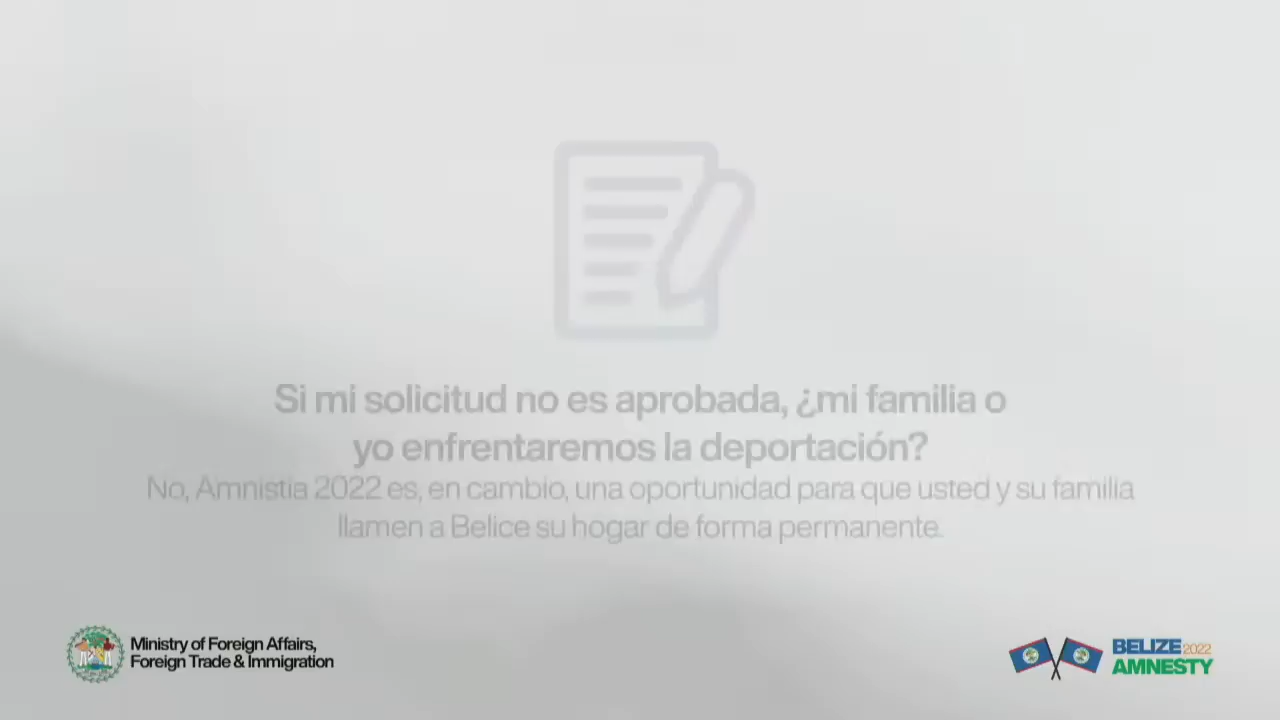 Si mi solicitud no es aprobada, ¿mi familia o
yo enfrentaremos la deportación?
No, Amnistia 2022 es, en cambio, una oportunidad para que usted y su familia
llamen a Belice su hogar de forma permanente.
Ministry of Foreign Affairs,
Foreign Trade & Immigration
BELIZE 2022
AMNESTY